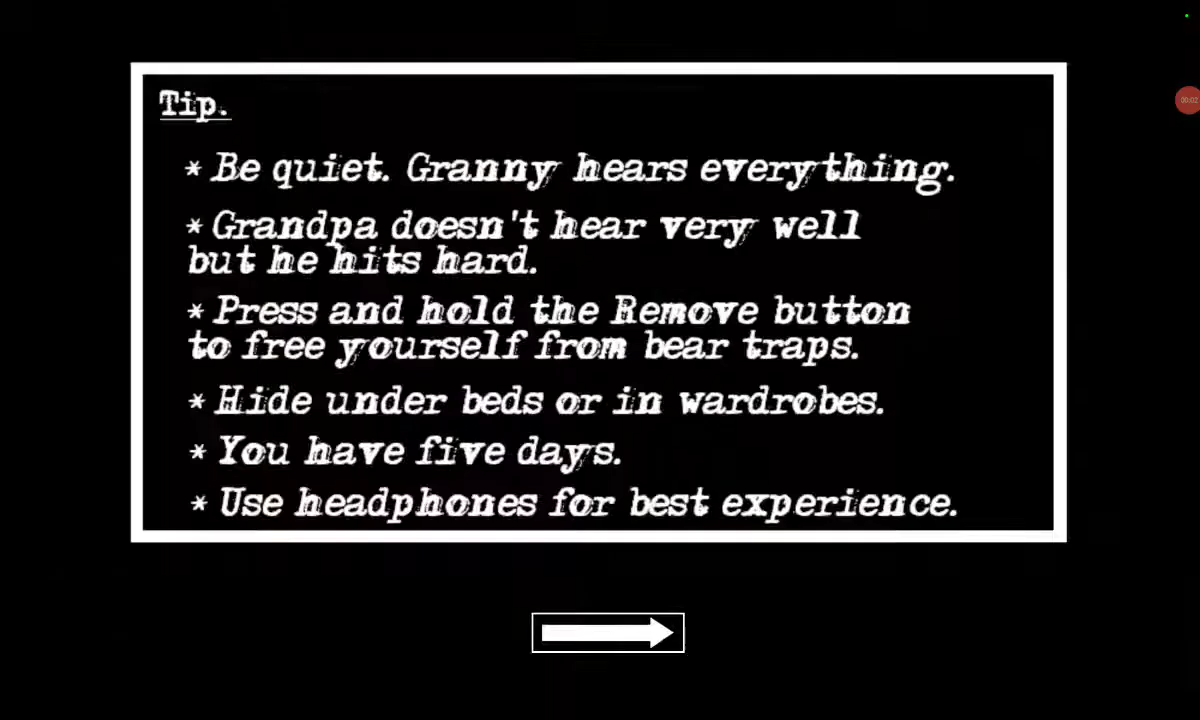 Tip.
* Be quiet. Granny hears everything.
* Grandpa doesn't hear very well
but he hits hard.
* Press and hold the Remove button
to free yourself from bear traps.
* Hide under beds or in wardrobes.
* You have five days.
* Use headphones for best experience.
00:02